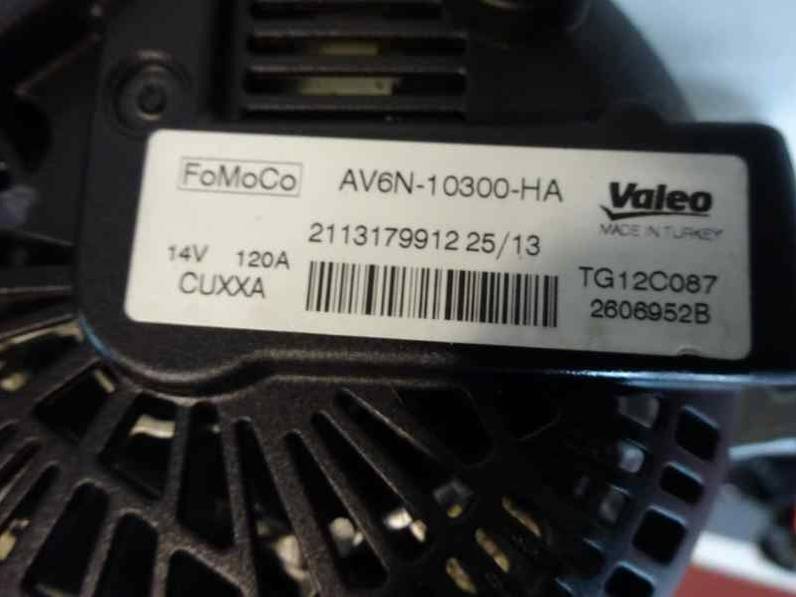 FoMoCo AV6N-10300-HA Valeo
MADE IN TURKEY
2113179912 25/13
14V 120A
CUXXA
TG12C087
2606952B